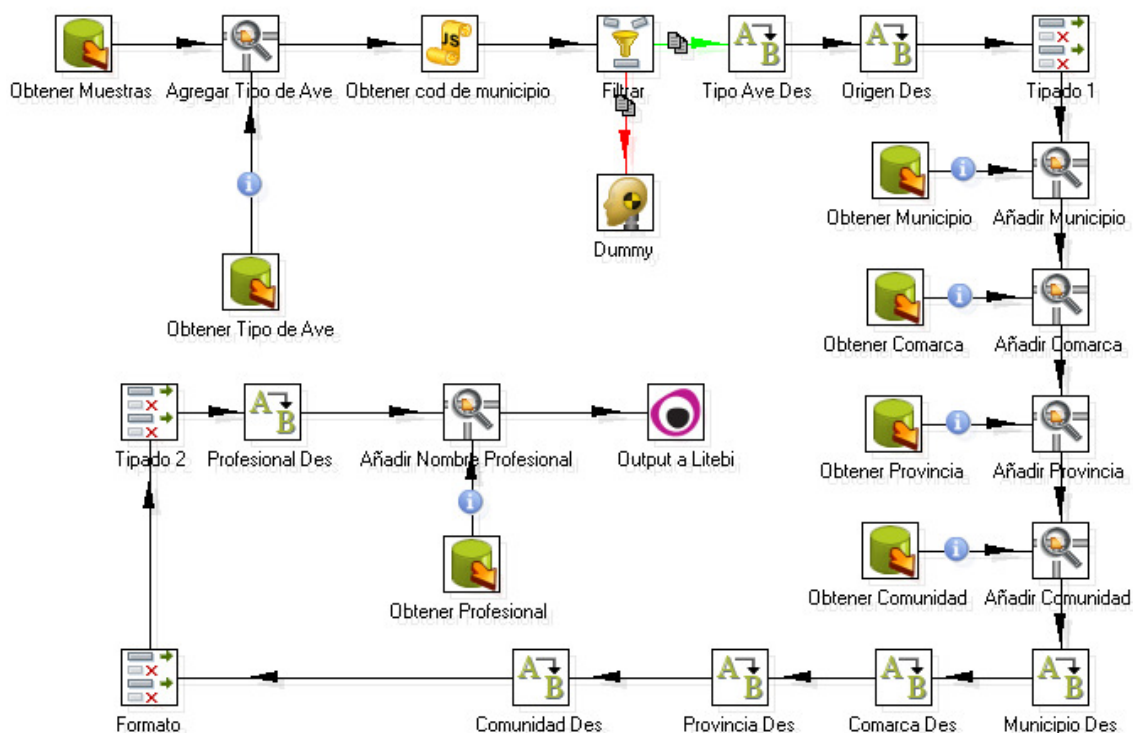 Obtener Muestras
Agregar Tipo de Ave
JS
Obtener cod de municipio
Filtrar
A B
Tipo Ave Des
A B
Origen Des
Tipado 1
i
Obtener Municipio
Añadir Municipio
i
Dummy
Obtener Tipo de Ave
i
Obtener Comarca
Añadir Comarca
Tipado 2
A B
Profesional Des
Añadir Nombre Profesional
Output a Litebi
i
Obtener Provincia
Añadir Provincia
i
Obtener Profesional
i
Obtener Comunidad
Añadir Comunidad
Formato
A B
Comunidad Des
A B
Provincia Des
A B
Comarca Des
A B
Municipio Des